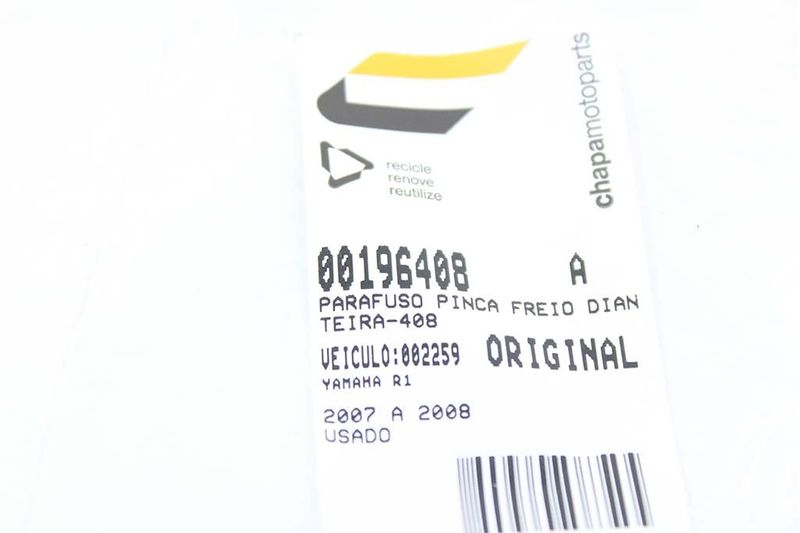 chapamotoparts
recicle
renove
reutilize
00196408 A
PARAFUSO PINCA FREIO DIAN
TEIRA-408
VEICULO:002259 ORIGINAL
YAMAHA R1
2007 A 2008
USADO